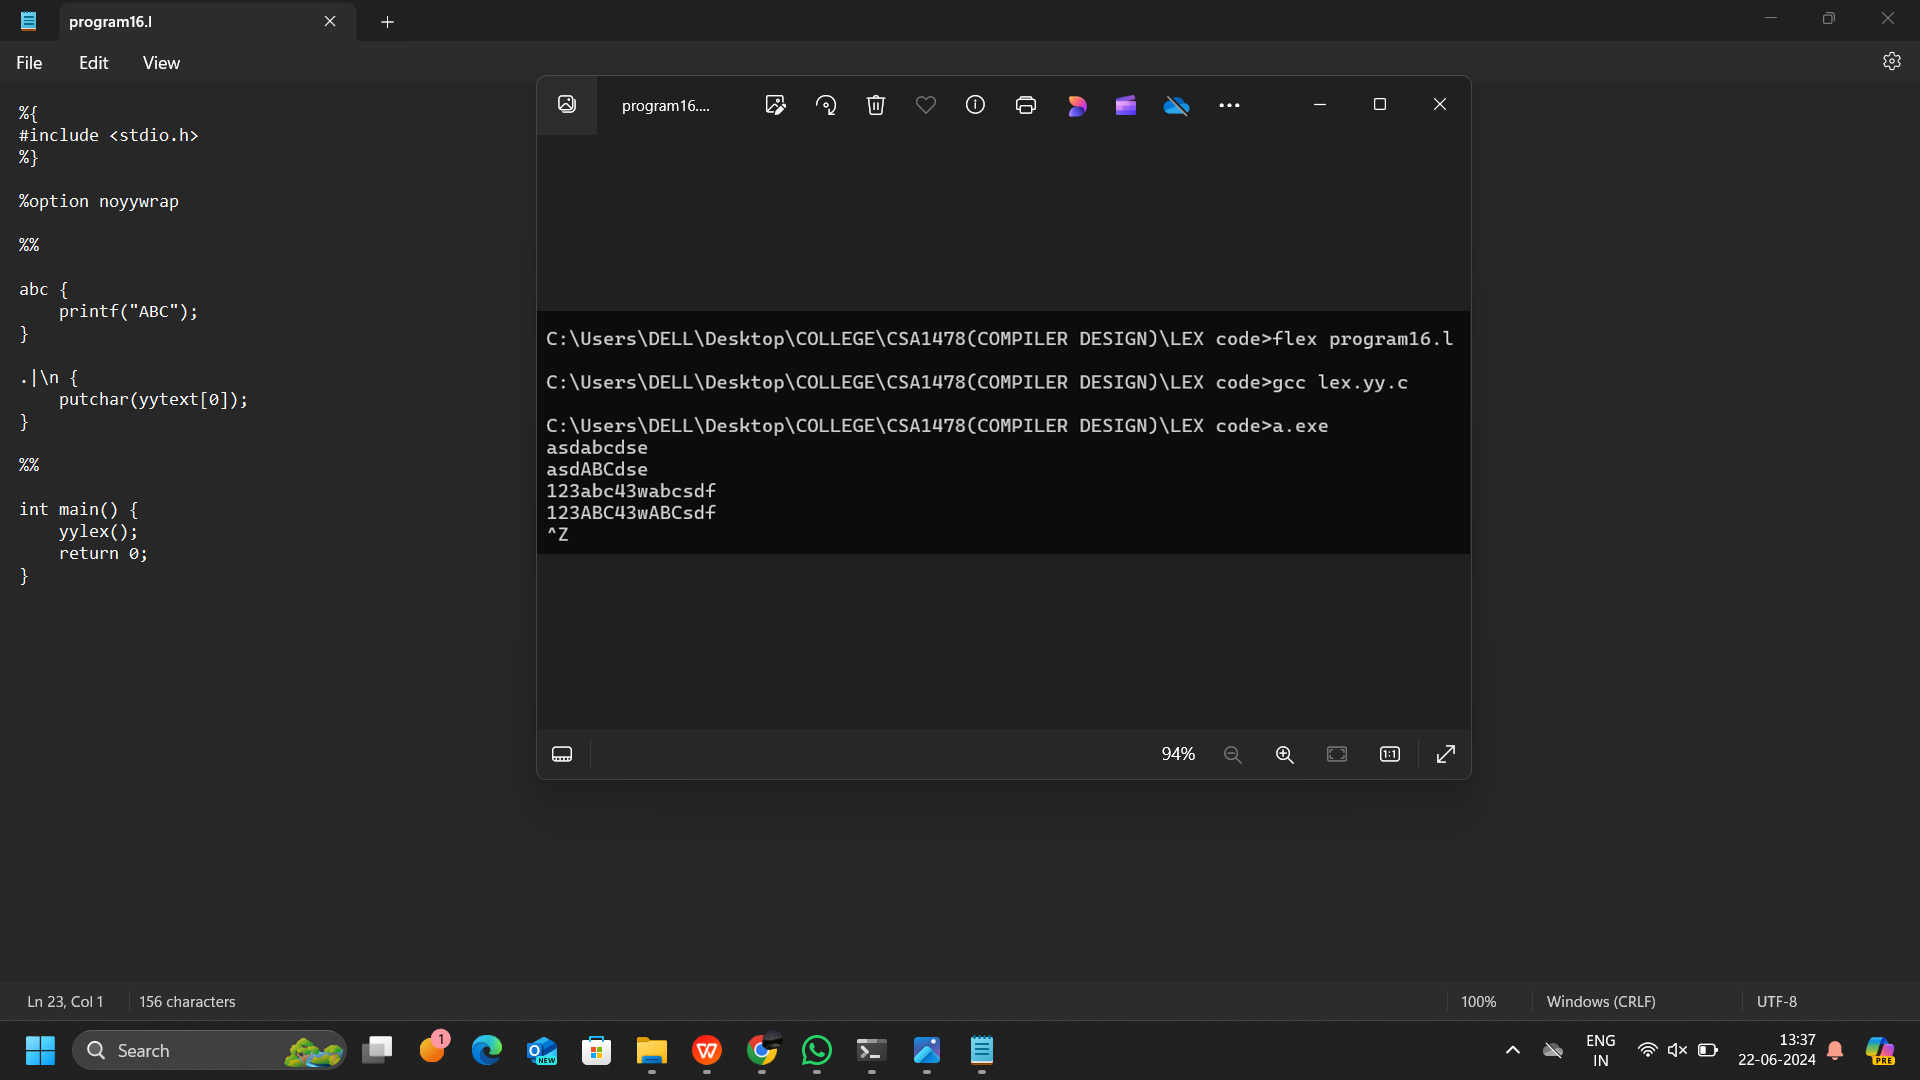 program16.l
File Edit View
%{
#include <stdio.h>
%}
%option noyywrap
%%
abc {
    printf("ABC");
}
.|\n {
    putchar(yytext[0]);
}
%%
int main() {
    yylex();
    return 0;
}
program16....
C:\Users\DELL\Desktop\COLLEGE\CSA1478(COMPILER DESIGN)\LEX code>flex program16.l
C:\Users\DELL\Desktop\COLLEGE\CSA1478(COMPILER DESIGN)\LEX code>gcc lex.yy.c
C:\Users\DELL\Desktop\COLLEGE\CSA1478(COMPILER DESIGN)\LEX code>a.exe
asdabcdse
asdABCdse
123abc43wabcsdf
123ABC43wABCsdf
^Z
94%
1:1
Ln 23, Col 1 156 characters 100% Windows (CRLF) UTF-8
Search
1
NEW
ENG
IN
13:37
22-06-2024
PRE